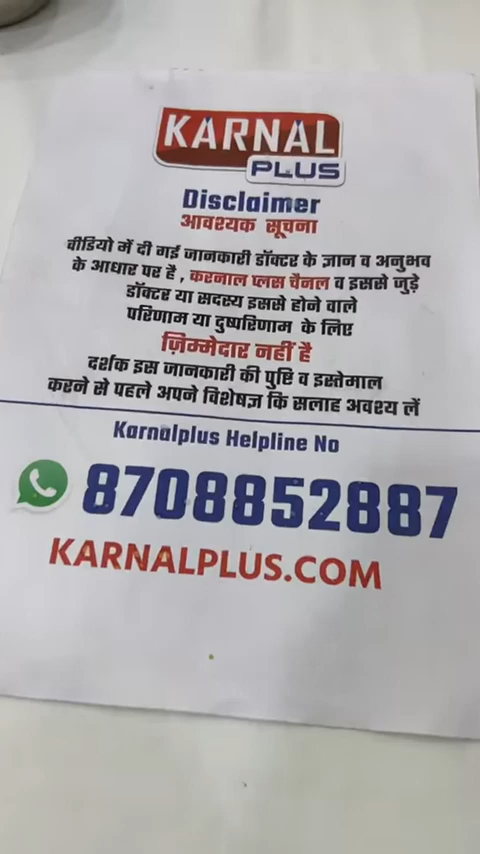 KARNAL
PLUS
Disclaimer
आवश्यक सूचना
वीडियो में दी गई जानकारी डॉक्टर के ज्ञान व अनुभव
के आधार पर है , करनाल प्लस चैनल व इससे जुड़े
डॉक्टर या सदस्य इससे होने वाले
परिणाम या दुष्परिणाम के लिए
ज़िम्मेदार नहीं है
दर्शक इस जानकारी की पुष्टि व इस्तेमाल
करने से पहले अपने विशेषज्ञ कि सलाह अवश्य लें
Karnalplus Helpline No
8708852887
KARNALPLUS.COM